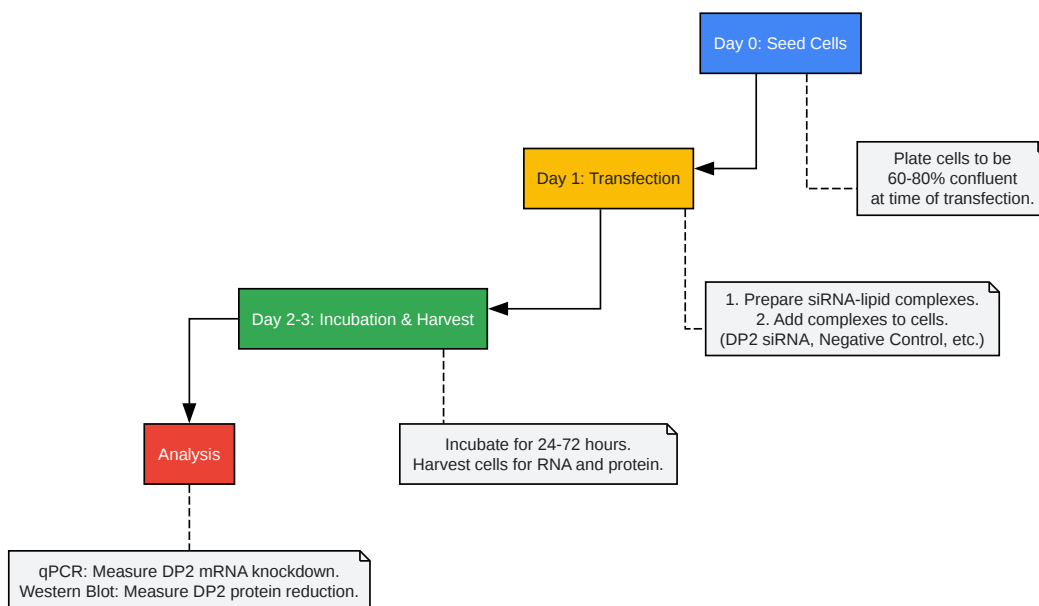 Day 0: Seed Cells
Plate cells to be
60-80% confluent
at time of transfection.
Day 1: Transfection
1. Prepare siRNA-lipid complexes.
2. Add complexes to cells.
(DP2 siRNA, Negative Control, etc.)
Day 2-3: Incubation & Harvest
Incubate for 24-72 hours.
Harvest cells for RNA and protein.
Analysis
qPCR: Measure DP2 mRNA knockdown.
Western Blot: Measure DP2 protein reduction.